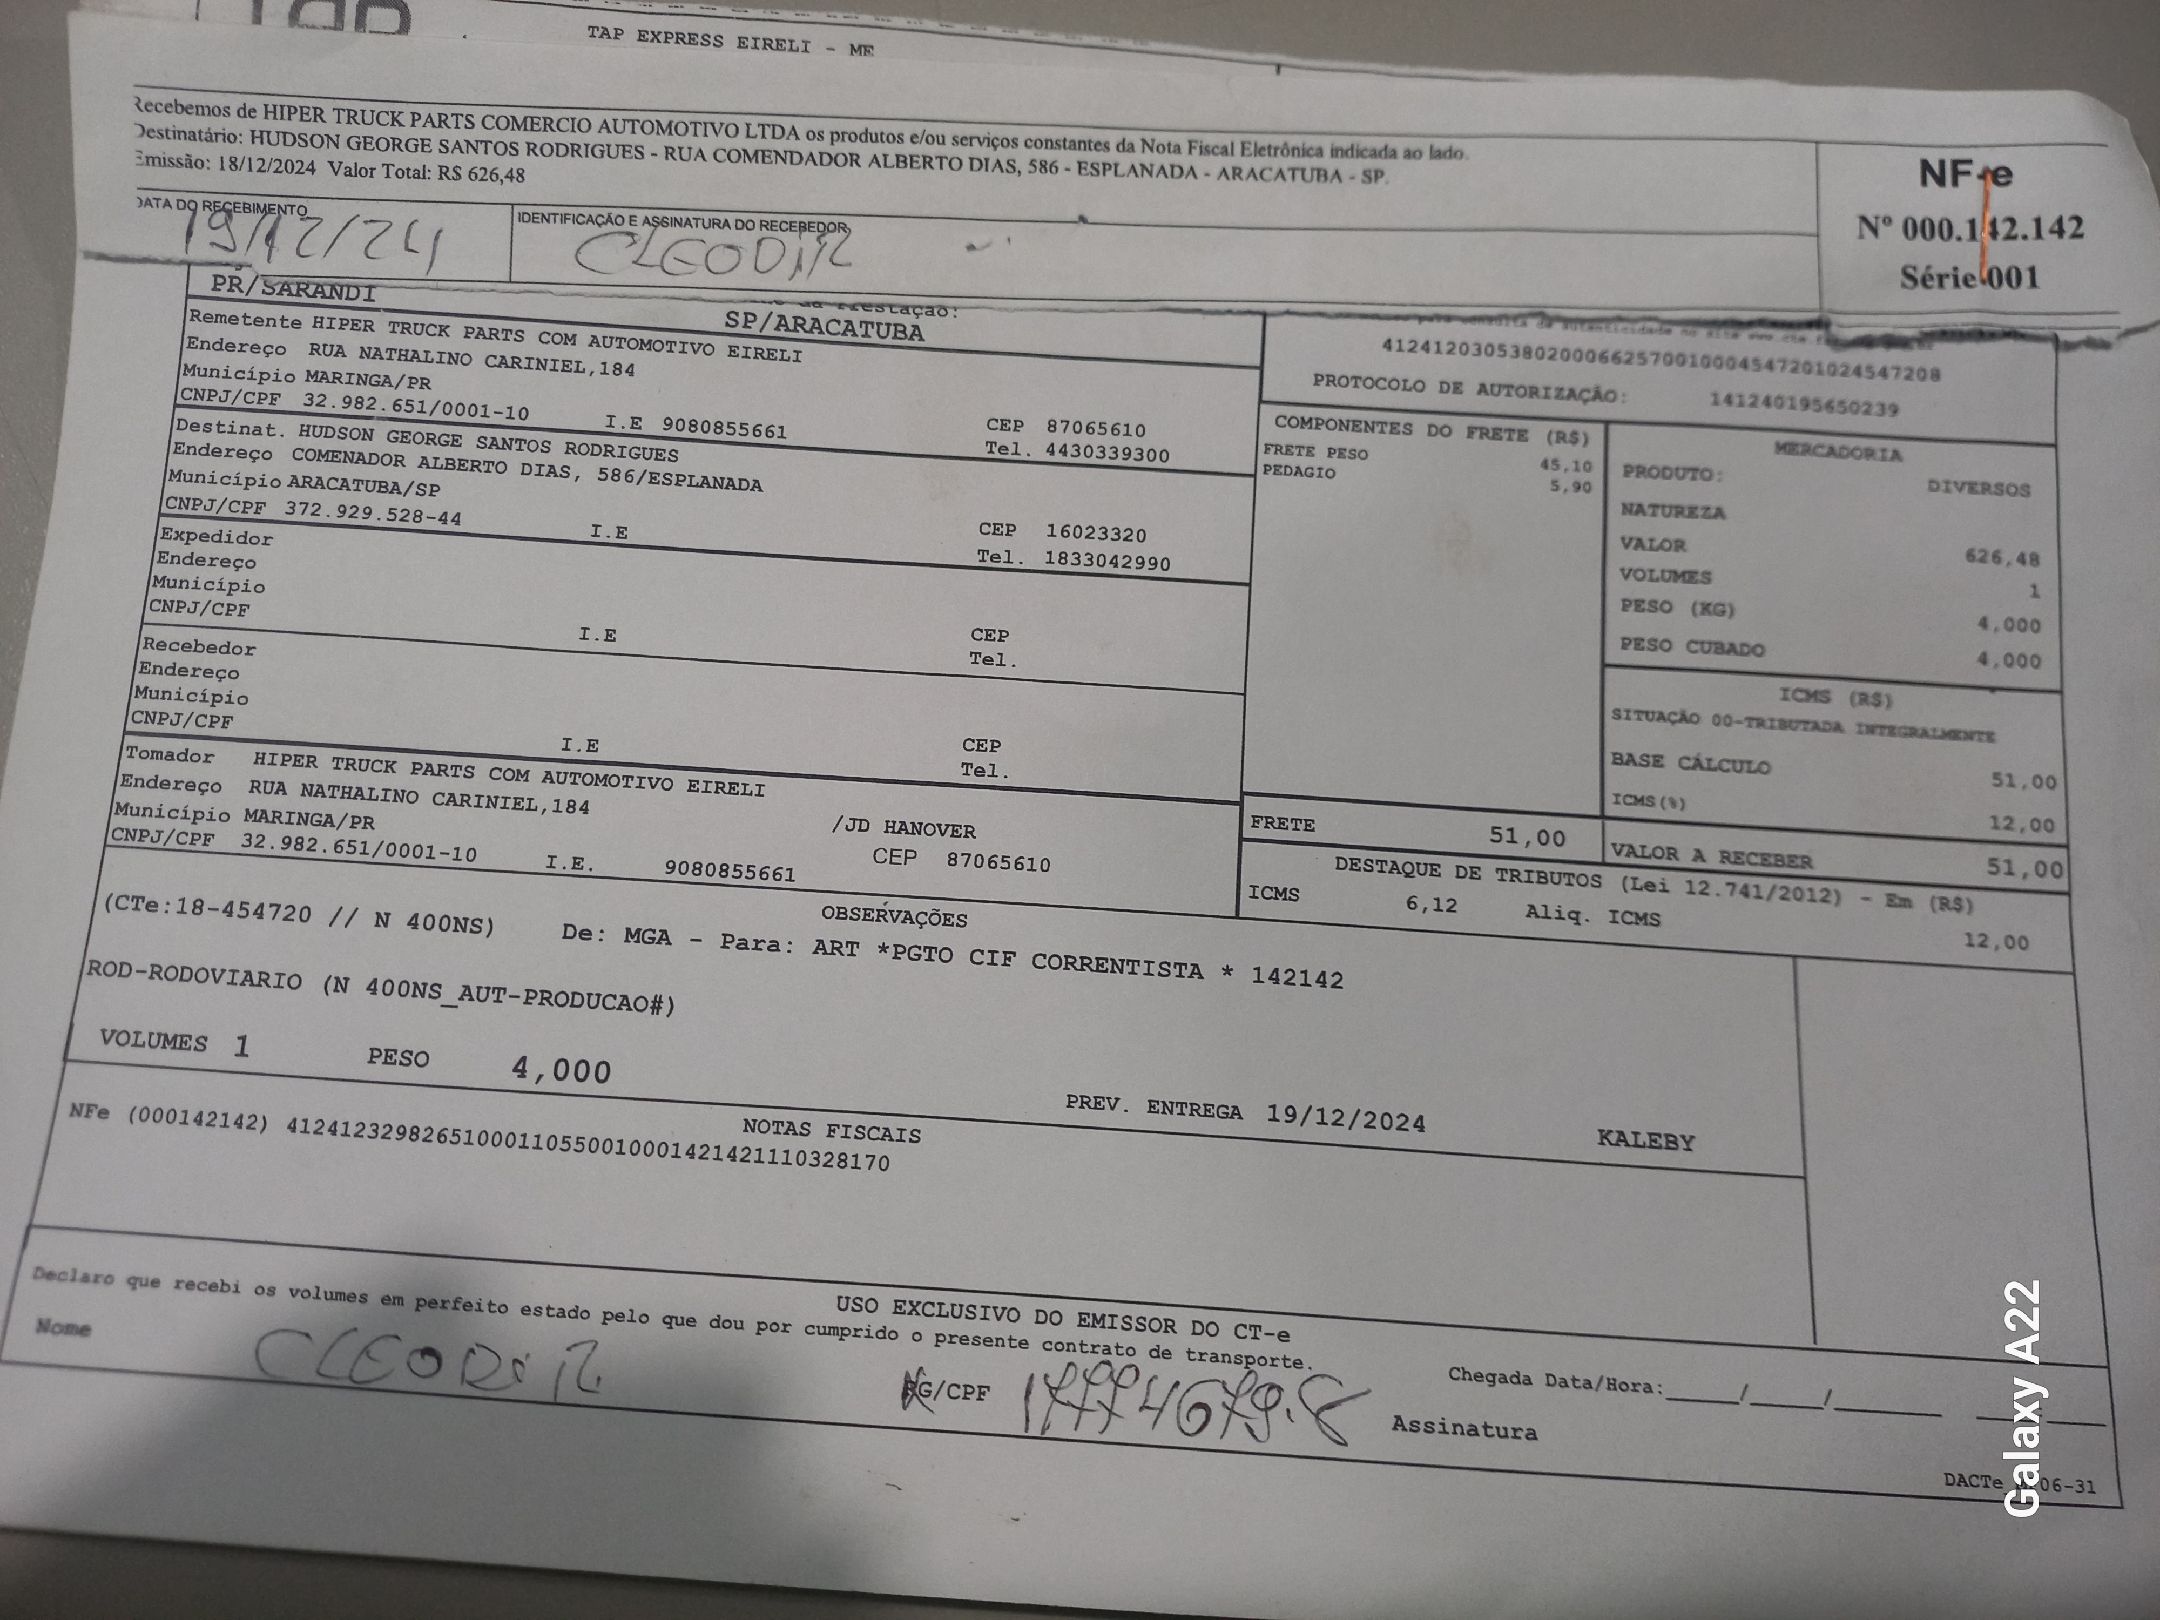 TAP EXPRESS EIRELI - ME
Recebemos de HIPER TRUCK PARTS COMERCIO AUTOMOTIVO LTDA os produtos e/ou serviços constantes da Nota Fiscal Eletrônica indicada ao lado.
Destinatário: HUDSON GEORGE SANTOS RODRIGUES - RUA COMENDADOR ALBERTO DIAS, 586 - ESPLANADA - ARACATUBA - SP.
Emissão: 18/12/2024 Valor Total: R$ 626,48
NF-e
Nº 000.142.142
Série 001
DATA DO RECEBIMENTO
19/12/24
IDENTIFICAÇÃO E ASSINATURA DO RECEBEDOR
CLEODIR
PR/SARANDI
Prestação:
SP/ARACATUBA
Remetente HIPER TRUCK PARTS COM AUTOMOTIVO EIRELI
Endereço RUA NATHALINO CARINIEL,184
Município MARINGA/PR
CNPJ/CPF 32.982.651/0001-10 I.E 9080855661
CEP 87065610
Tel. 4430339300
Destinat. HUDSON GEORGE SANTOS RODRIGUES
Endereço COMENADOR ALBERTO DIAS, 586/ESPLANADA
Município ARACATUBA/SP
CNPJ/CPF 372.929.528-44 I.E
CEP 16023320
Tel. 1833042990
Expedidor
Endereço
Município
CNPJ/CPF I.E
CEP
Tel.
Recebedor
Endereço
Município
CNPJ/CPF I.E
CEP
Tel.
Tomador HIPER TRUCK PARTS COM AUTOMOTIVO EIRELI
Endereço RUA NATHALINO CARINIEL,184
Município MARINGA/PR /JD HANOVER
CNPJ/CPF 32.982.651/0001-10 I.E. 9080855661 CEP 87065610
para consulta de autenticidade no site
41241203053802000662570010004547201024547208
PROTOCOLO DE AUTORIZAÇÃO: 141240195650239
COMPONENTES DO FRETE (R$)
FRETE PESO 45,10
PEDAGIO 5,90
MERCADORIA
PRODUTO: DIVERSOS
NATUREZA
VALOR 626,48
VOLUMES 1
PESO (KG) 4,000
PESO CUBADO 4,000
ICMS (R$)
SITUAÇÃO 00-TRIBUTADA INTEGRALMENTE
BASE CÁLCULO 51,00
ICMS(%) 12,00
FRETE 51,00
VALOR A RECEBER 51,00
DESTAQUE DE TRIBUTOS (Lei 12.741/2012) - Em (R$)
ICMS 6,12 Aliq. ICMS 12,00
OBSERVAÇÕES
(CTe:18-454720 // N 400NS) De: MGA - Para: ART *PGTO CIF CORRENTISTA * 142142
ROD-RODOVIARIO (N 400NS_AUT-PRODUCAO#)
VOLUMES 1 PESO 4,000
PREV. ENTREGA 19/12/2024
KALEBY
NOTAS FISCAIS
NFe (000142142) 41241232982651000110550010001421421110328170
USO EXCLUSIVO DO EMISSOR DO CT-e
Declaro que recebi os volumes em perfeito estado pelo que dou por cumprido o presente contrato de transporte.
Nome CLEODIR
RG/CPF 17774679-8
Chegada Data/Hora:_____/_____/_____
Assinatura
Galaxy A22